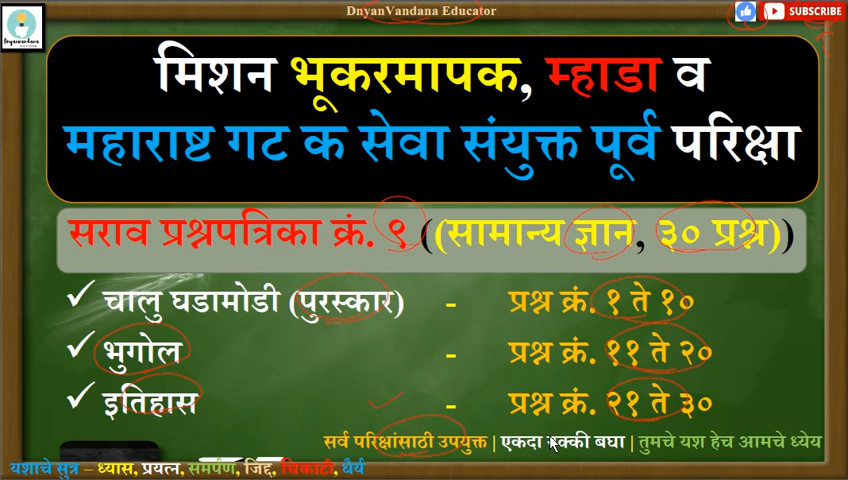 DnyanVandana Educator
SUBSCRIBE
मिशन भूकरमापक, म्हाडा व
महाराष्ट गट क सेवा संयुक्त पूर्व परिक्षा
सराव प्रश्नपत्रिका क्रं. ९ ((सामान्य ज्ञान, ३० प्रश्न))
✓ चालु घडामोडी (पुरस्कार) - प्रश्न क्रं. १ ते १०
✓ भुगोल - प्रश्न क्रं. ११ ते २०
✓ इतिहास - प्रश्न क्रं. २१ ते ३०
सर्व परिक्षांसाठी उपयुक्त | एकदा नक्की बघा | तुमचे यश हेच आमचे ध्येय
यशाचे सुत्र – ध्यास, प्रयत्न, समर्पण, जिद्द, चिकाटी, धैर्य